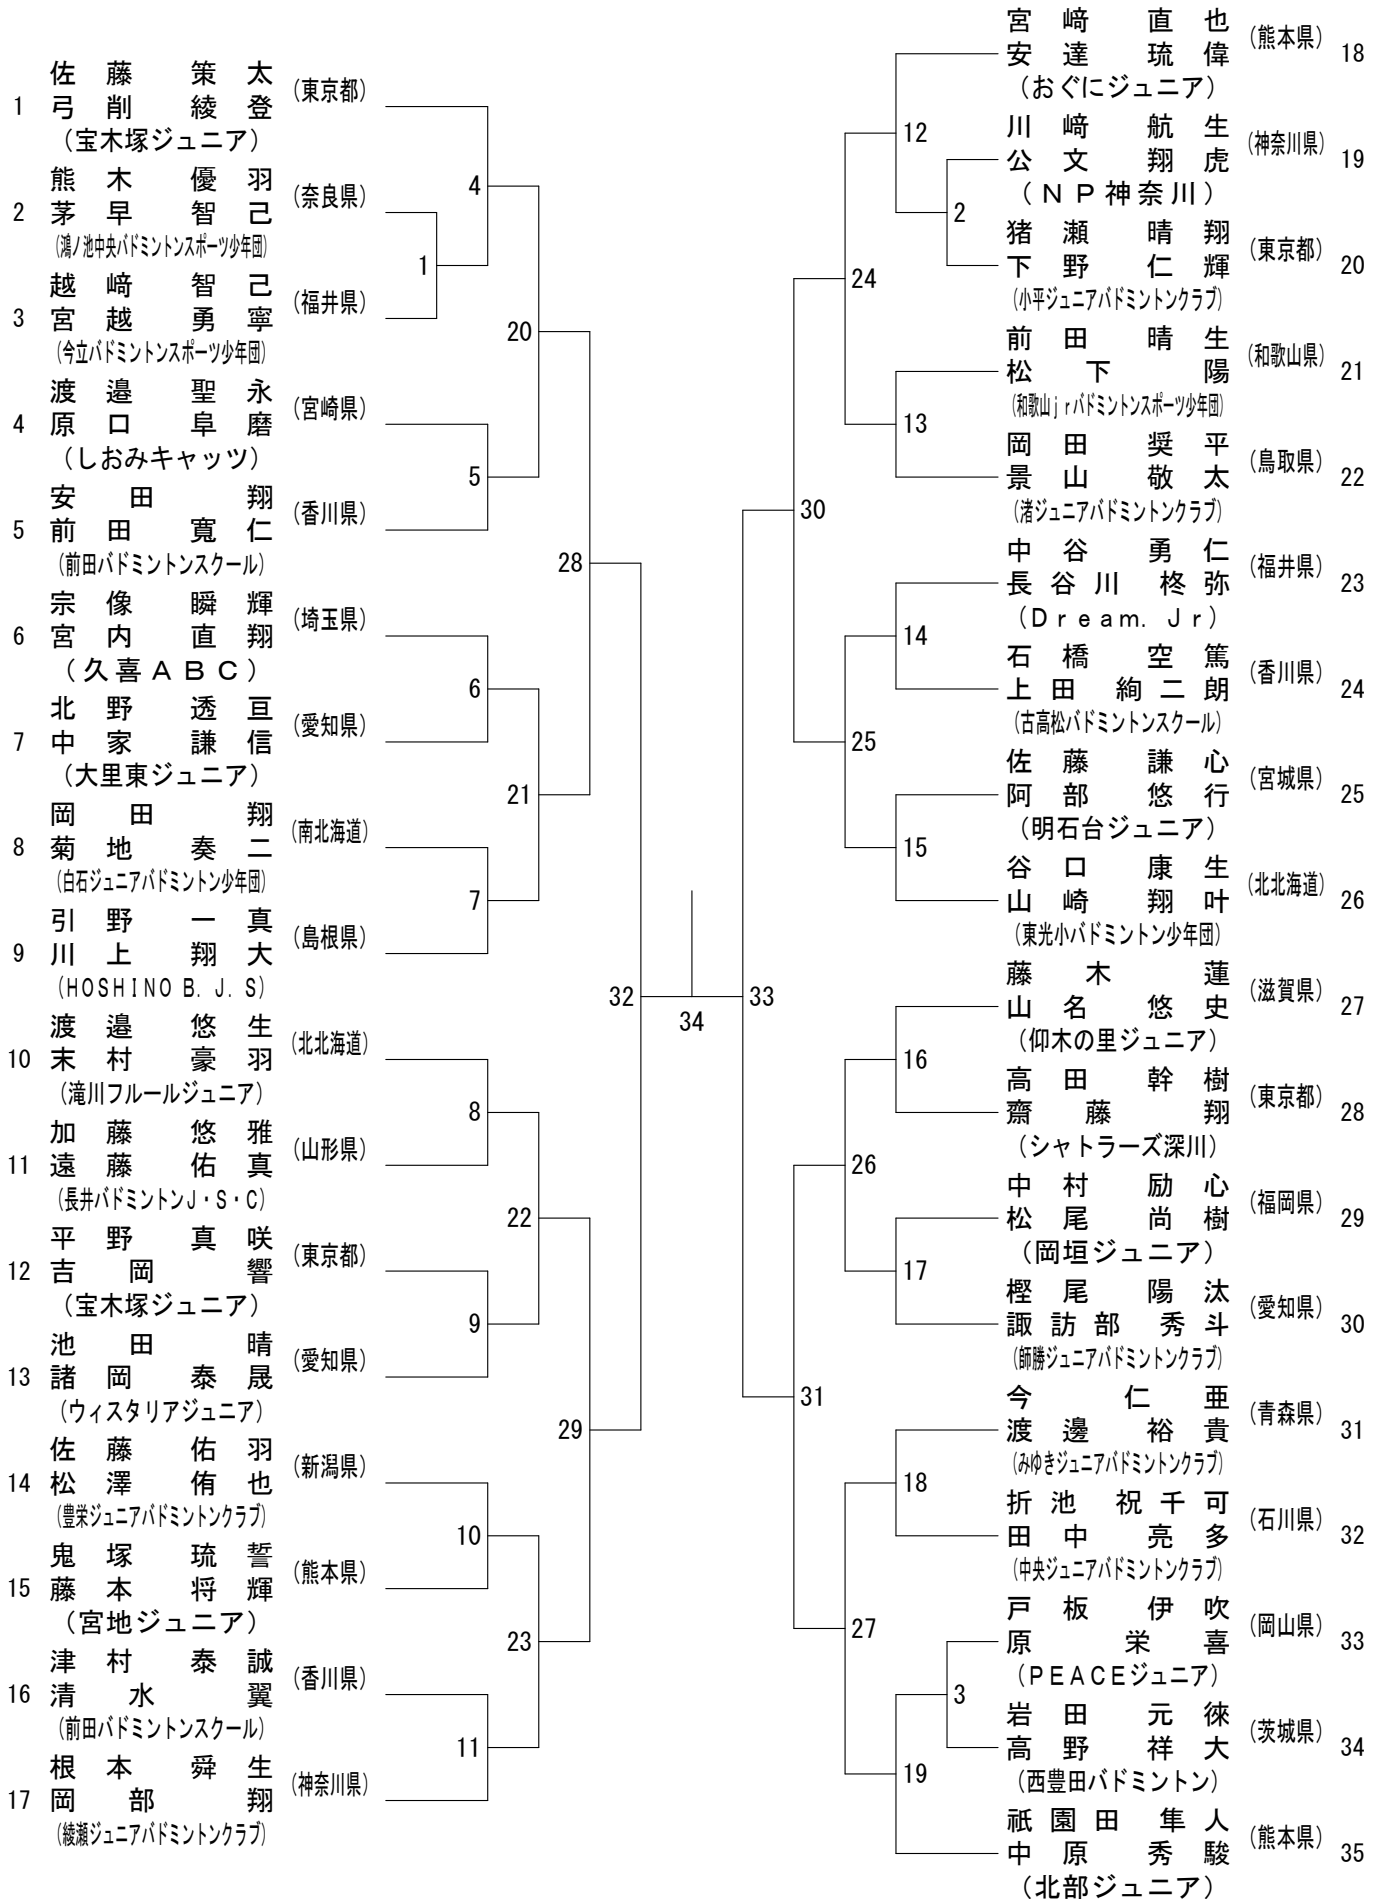 佐藤 策太
(東京都)
1 弓削 綾登
(宝木塚ジュニア)
熊木 優羽
(奈良県)
2 茅早 智己
(鴻ノ池中央バドミントンスポーツ少年団)
越﨑 智己
(福井県)
3 宮越 勇寧
(今立バドミントンスポーツ少年団)
渡邉 聖永
(宮崎県)
4 原口 阜磨
(しおみキャッツ)
安田 翔
(香川県)
5 前田 寛仁
(前田バドミントンスクール)
宗像 瞬輝
(埼玉県)
6 宮内 直翔
(久喜ABC)
北野 透亘
(愛知県)
7 中家 謙信
(大里東ジュニア)
岡田 翔
(南北海道)
8 菊地 奏二
(白石ジュニアバドミントン少年団)
引野 一真
(島根県)
9 川上 翔大
(HOSHINO B.J.S)
渡邉 悠生
(北北海道)
10 末村 豪羽
(滝川フルールジュニア)
加藤 悠雅
(山形県)
11 遠藤 佑真
(長井バドミントンJ・S・C)
平野 真咲
(東京都)
12 吉岡 響
(宝木塚ジュニア)
池田 晴
(愛知県)
13 諸岡 泰晟
(ウィスタリアジュニア)
佐藤 佑羽
(新潟県)
14 松澤 侑也
(豊栄ジュニアバドミントンクラブ)
鬼塚 琉誓
(熊本県)
15 藤本 将輝
(宮地ジュニア)
津村 泰誠
(香川県)
16 清水 翼
(前田バドミントンスクール)
根本 舜生
(神奈川県)
17 岡部 翔
(綾瀬ジュニアバドミントンクラブ)
4
1
20
5
28
6
21
7
32
8
22
9
29
10
23
11
34
33
12
2
24
13
30
14
25
15
16
26
17
31
18
27
3
19
宮﨑 直也
(熊本県) 18
安達 琉偉
(おぐにジュニア)
川﨑 航生
(神奈川県) 19
公文 翔虎
(NP神奈川)
猪瀬 晴翔
(東京都) 20
下野 仁輝
(小平ジュニアバドミントンクラブ)
前田 晴生
(和歌山県) 21
松下 陽
(和歌山jrバドミントンスポーツ少年団)
岡田 奨平
(鳥取県) 22
景山 敬太
(渚ジュニアバドミントンクラブ)
中谷 勇仁
(福井県) 23
長谷川 柊弥
(Dream.Jr)
石橋 空篤
(香川県) 24
上田 絢二朗
(古高松バドミントンスクール)
佐藤 謙心
(宮城県) 25
阿部 悠行
(明石台ジュニア)
谷口 康生
(北北海道) 26
山崎 翔叶
(東光小バドミントン少年団)
藤木 蓮
(滋賀県) 27
山名 悠史
(仰木の里ジュニア)
高田 幹樹
(東京都) 28
齋藤 翔
(シャトラーズ深川)
中村 励心
(福岡県) 29
松尾 尚樹
(岡垣ジュニア)
樫尾 陽汰
(愛知県) 30
諏訪部 秀斗
(師勝ジュニアバドミントンクラブ)
今 仁亜
(青森県) 31
渡邊 裕貴
(みゆきジュニアバドミントンクラブ)
折池 祝千可
(石川県) 32
田中 亮多
(中央ジュニアバドミントンクラブ)
戸板 伊吹
(岡山県) 33
原 栄喜
(PEACEジュニア)
岩田 元徠
(茨城県) 34
高野 祥大
(西豊田バドミントン)
祇園田 隼人
(熊本県) 35
中原 秀駿
(北部ジュニア)